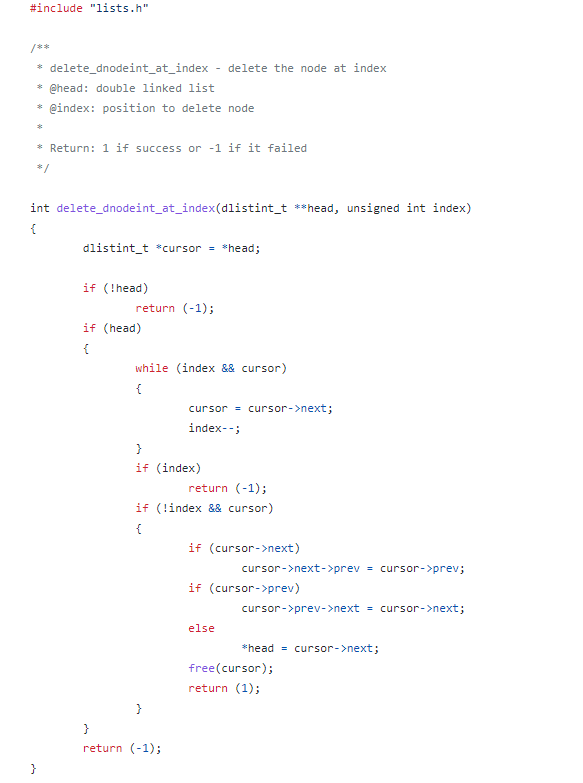 #include "lists.h"
/**
 * delete_dnodeint_at_index - delete the node at index
 * @head: double linked list
 * @index: position to delete node
 *
 * Return: 1 if success or -1 if it failed
 */
int delete_dnodeint_at_index(dlistint_t **head, unsigned int index)
{
        dlistint_t *cursor = *head;
        if (!head)
                return (-1);
        if (head)
        {
                while (index && cursor)
                {
                        cursor = cursor->next;
                        index--;
                }
                if (index)
                        return (-1);
                if (!index && cursor)
                {
                        if (cursor->next)
                                cursor->next->prev = cursor->prev;
                        if (cursor->prev)
                                cursor->prev->next = cursor->next;
                        else
                                *head = cursor->next;
                        free(cursor);
                        return (1);
                }
        }
        return (-1);
}